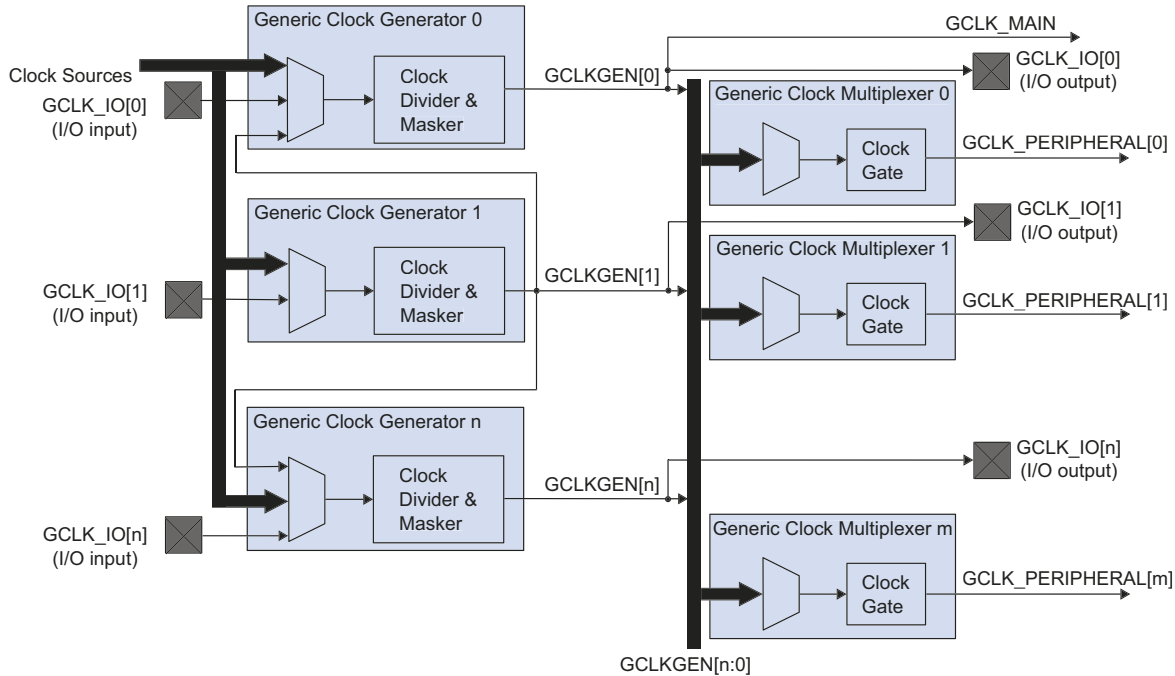 Generic Clock Generator 0
GCLK_MAIN
Clock Sources
Clock
Divider &
Masker
GCLKGEN[0]
GCLK_IO[0]
(I/O output)
GCLK_IO[0]
(I/O input)
Generic Clock Multiplexer 0
Clock
Gate
GCLK_PERIPHERAL[0]
Generic Clock Generator 1
GCLK_IO[1]
(I/O output)
Clock
Divider &
Masker
GCLKGEN[1]
Generic Clock Multiplexer 1
GCLK_IO[1]
(I/O input)
Clock
Gate
GCLK_PERIPHERAL[1]
Generic Clock Generator n
GCLK_IO[n]
(I/O output)
Clock
Divider &
Masker
GCLKGEN[n]
GCLK_IO[n]
(I/O input)
Generic Clock Multiplexer m
Clock
Gate
GCLK_PERIPHERAL[m]
GCLKGEN[n:0]